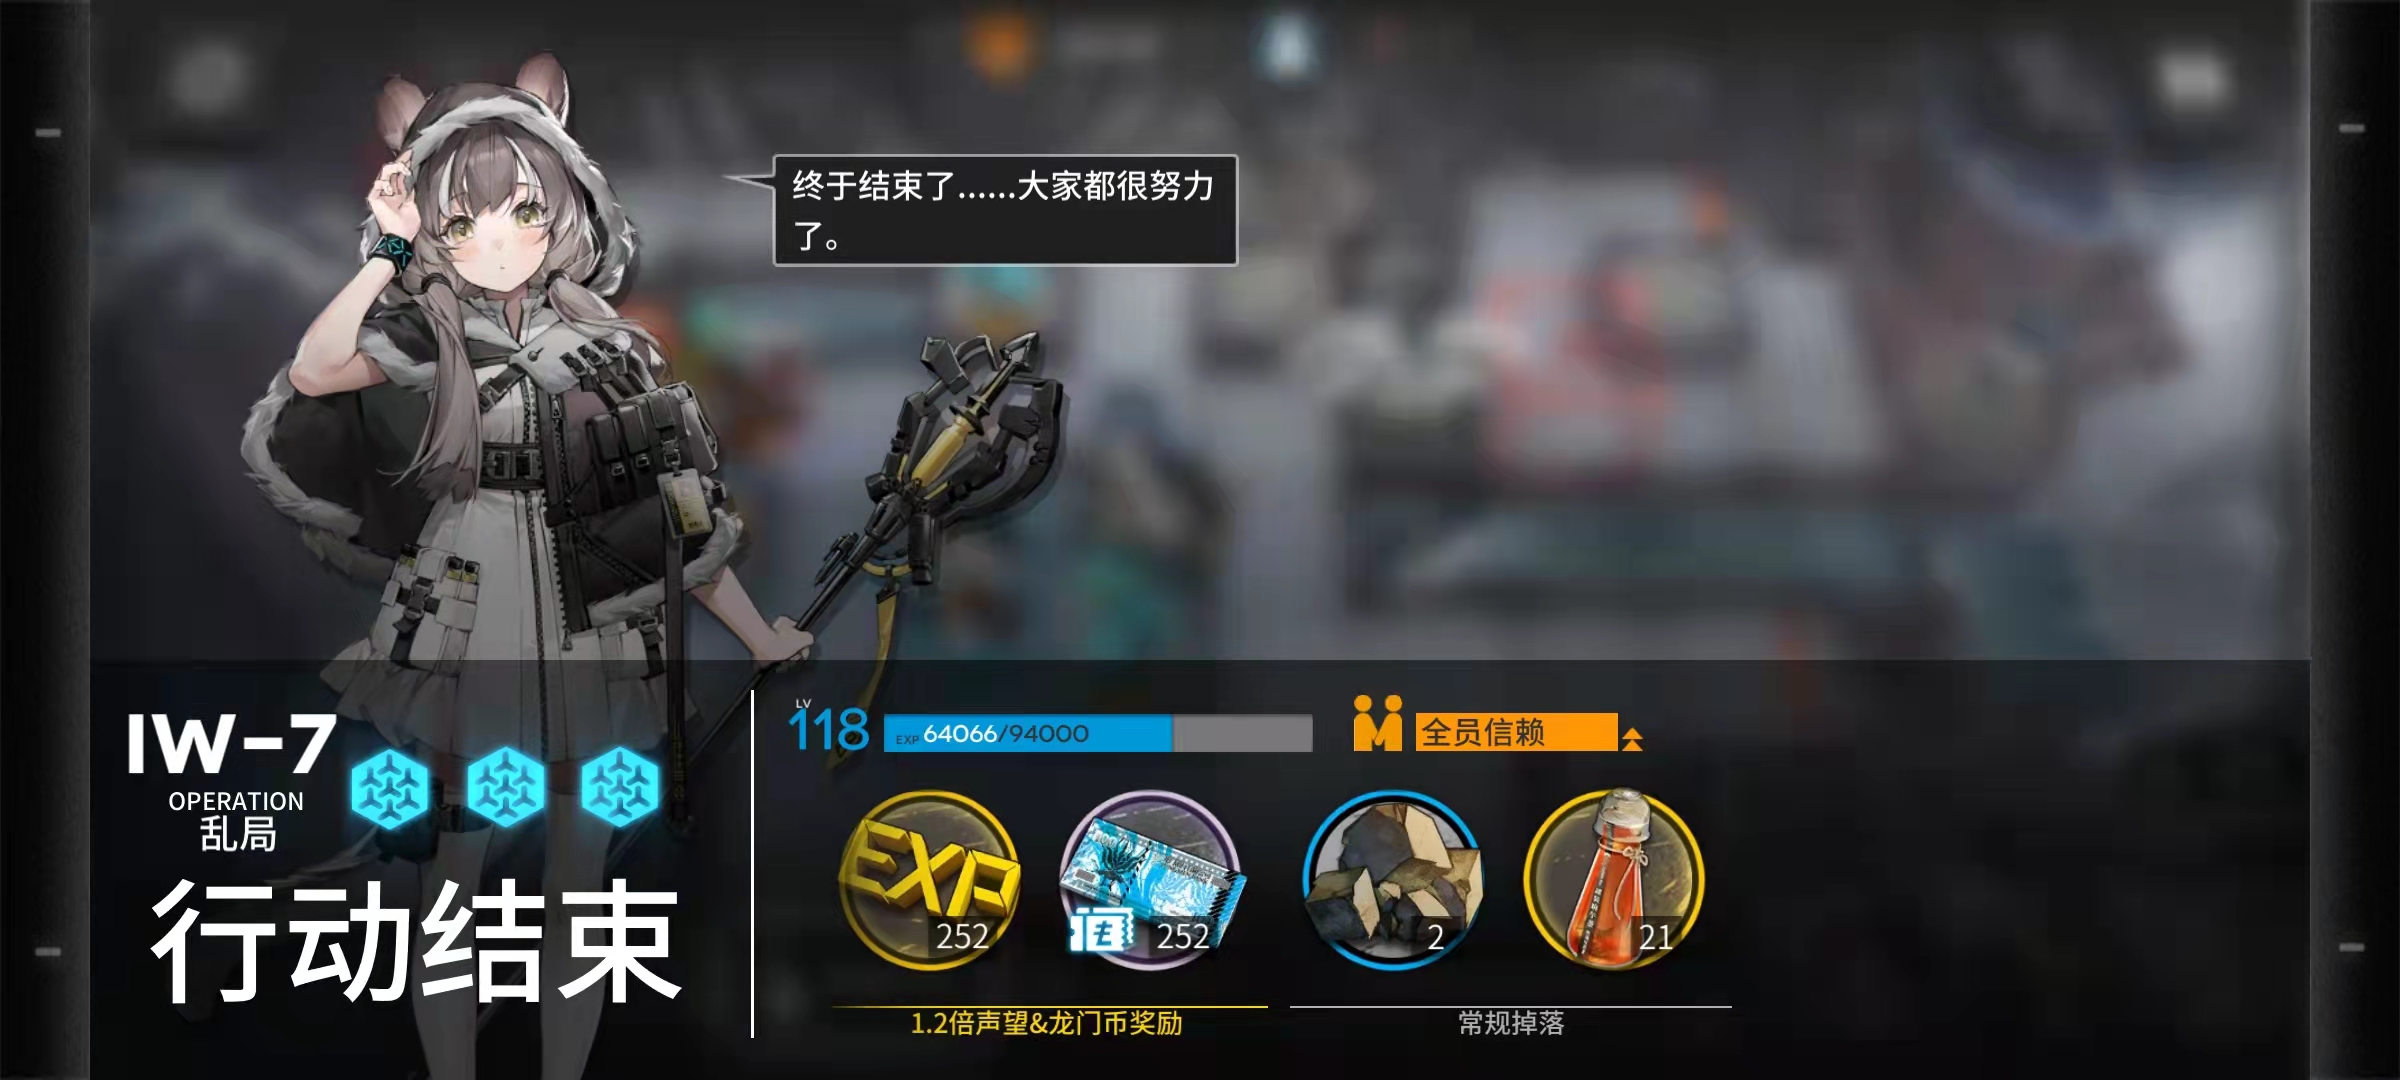 终于结束了……大家都很努力
了。
IW-7
OPERATION
乱局
行动结束
LV
118
EXP 64066/94000
全员信赖
EXP
252
252
2
21
1.2倍声望&龙门币奖励
常规掉落